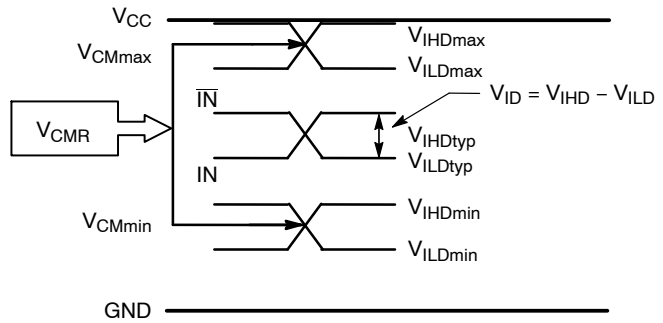 VCC
VIHDmax
VCMmax
VILDmax
IN
VID = VIHD − VILD
VCMR
VIHDtyp
VILDtyp
IN
VIHDmin
VCMmin
VILDmin
GND